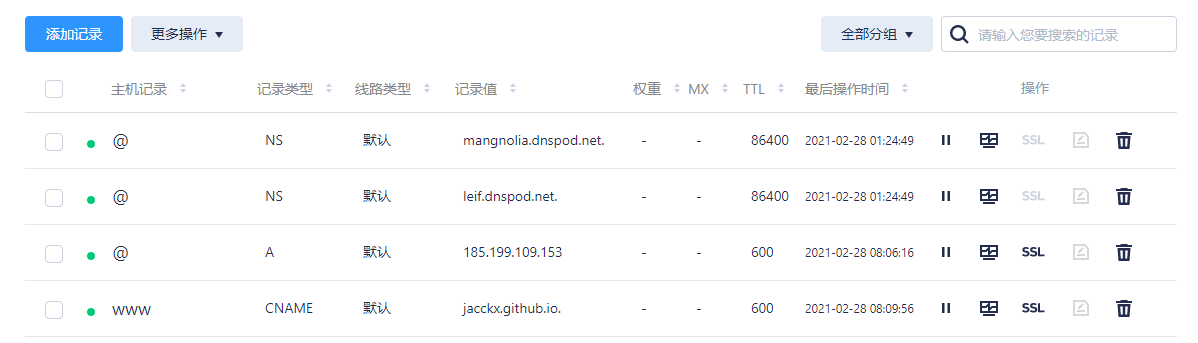 添加记录 更多操作 全部分组 请输入您要搜索的记录
主机记录 记录类型 线路类型 记录值 权重 MX TTL 最后操作时间 操作
@ NS 默认 mangnolia.dnspod.net. - - 86400 2021-02-28 01:24:49 SSL
@ NS 默认 leif.dnspod.net. - - 86400 2021-02-28 01:24:49 SSL
@ A 默认 185.199.109.153 - - 600 2021-02-28 08:06:16 SSL
www CNAME 默认 jacckx.github.io. - - 600 2021-02-28 08:09:56 SSL